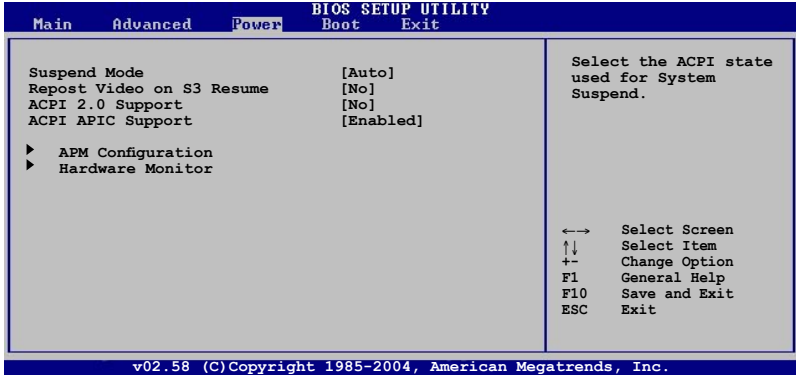 BIOS SETUP UTILITY
Main Advanced Power Boot Exit
Suspend Mode [Auto]
Repost Video on S3 Resume [No]
ACPI 2.0 Support [No]
ACPI APIC Support [Enabled]
APM Configuration
Hardware Monitor
Select the ACPI state
used for System
Suspend.
←→ Select Screen
↑↓ Select Item
+- Change Option
F1 General Help
F10 Save and Exit
ESC Exit
v02.58 (C)Copyright 1985-2004, American Megatrends, Inc.